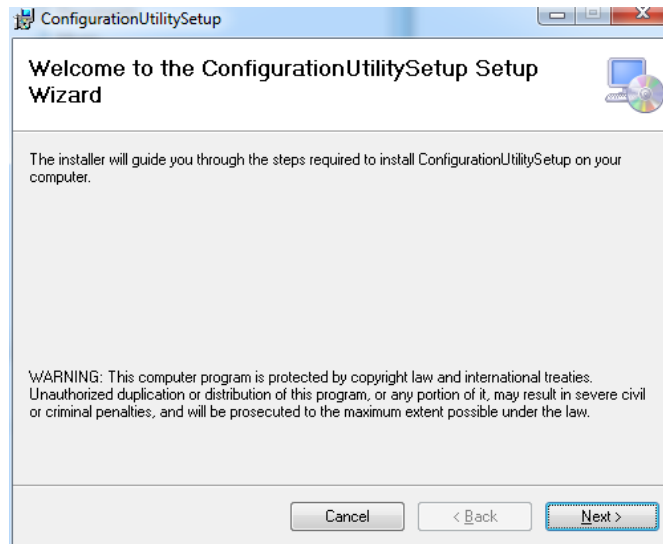 ConfigurationUtilitySetup
Welcome to the ConfigurationUtilitySetup Setup
Wizard
The installer will guide you through the steps required to install ConfigurationUtilitySetup on your
computer.
WARNING: This computer program is protected by copyright law and international treaties.
Unauthorized duplication or distribution of this program, or any portion of it, may result in severe civil
or criminal penalties, and will be prosecuted to the maximum extent possible under the law.
Cancel < Back Next >